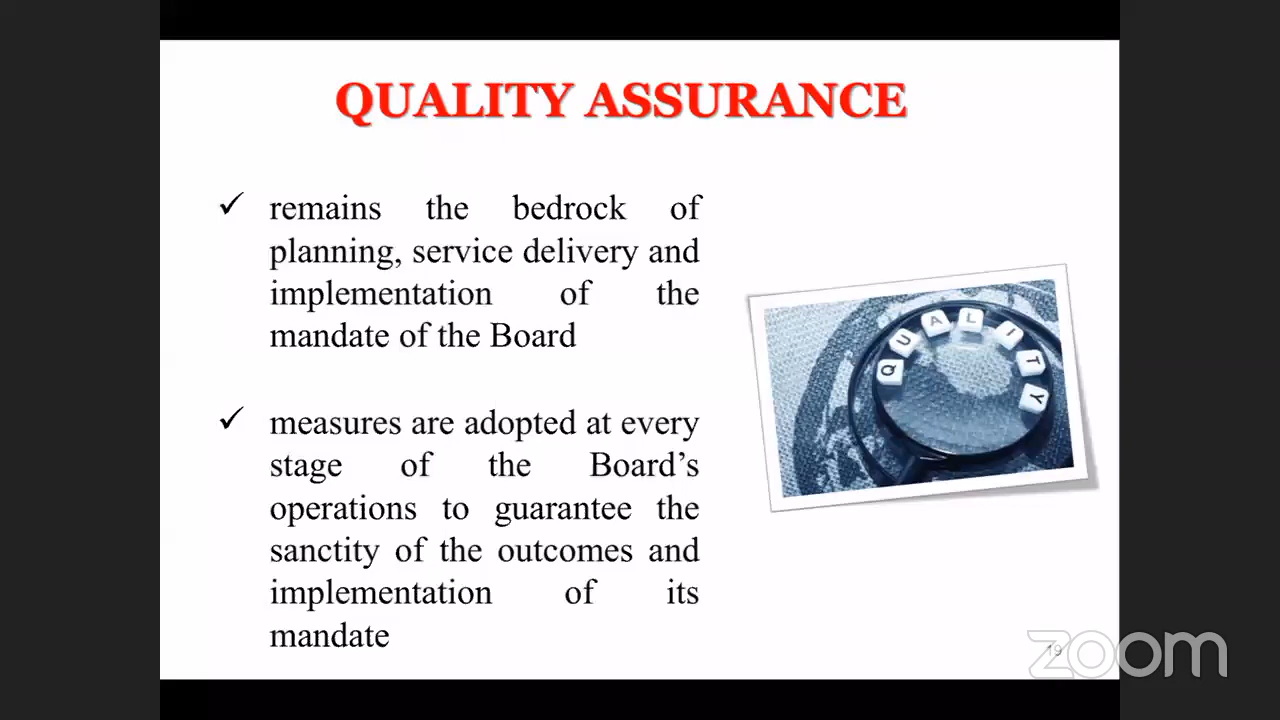 QUALITY ASSURANCE
✓ remains the bedrock of
planning, service delivery and
implementation of the
mandate of the Board
✓ measures are adopted at every
stage of the Board's
operations to guarantee the
sanctity of the outcomes and
implementation of its
mandate
QUALITY
19
zoom